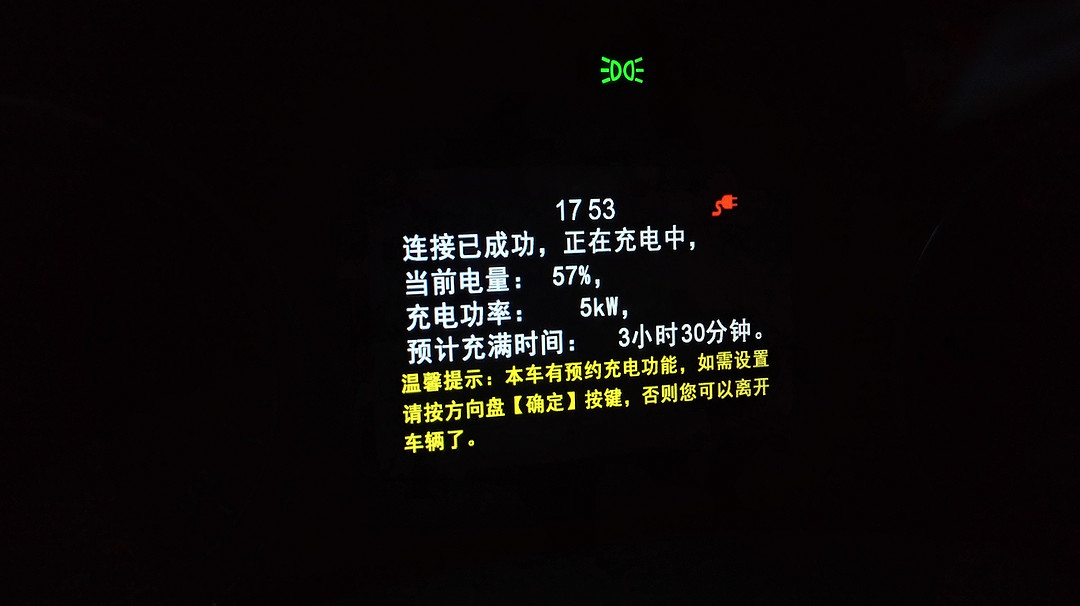 17 53
连接已成功，正在充电中，
当前电量： 57%，
充电功率： 5kW，
预计充满时间： 3小时30分钟。
温馨提示：本车有预约充电功能，如需设置
请按方向盘【确定】按键，否则您可以离开
车辆了。